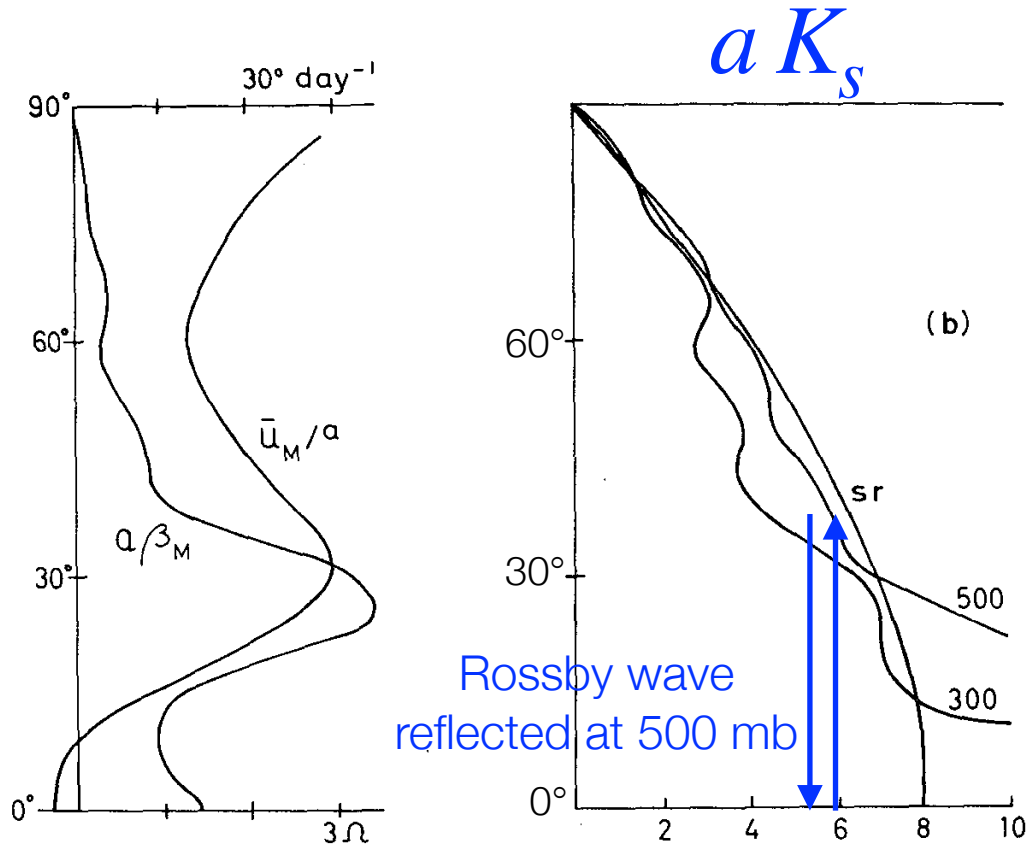 a K_s
30° day⁻¹
90°
60°
30°
0°
ū_M/a
aβ_M
3Ω
(b)
60°
30°
0°
sr
500
300
Rossby wave
reflected at 500 mb
2 4 6 8 10